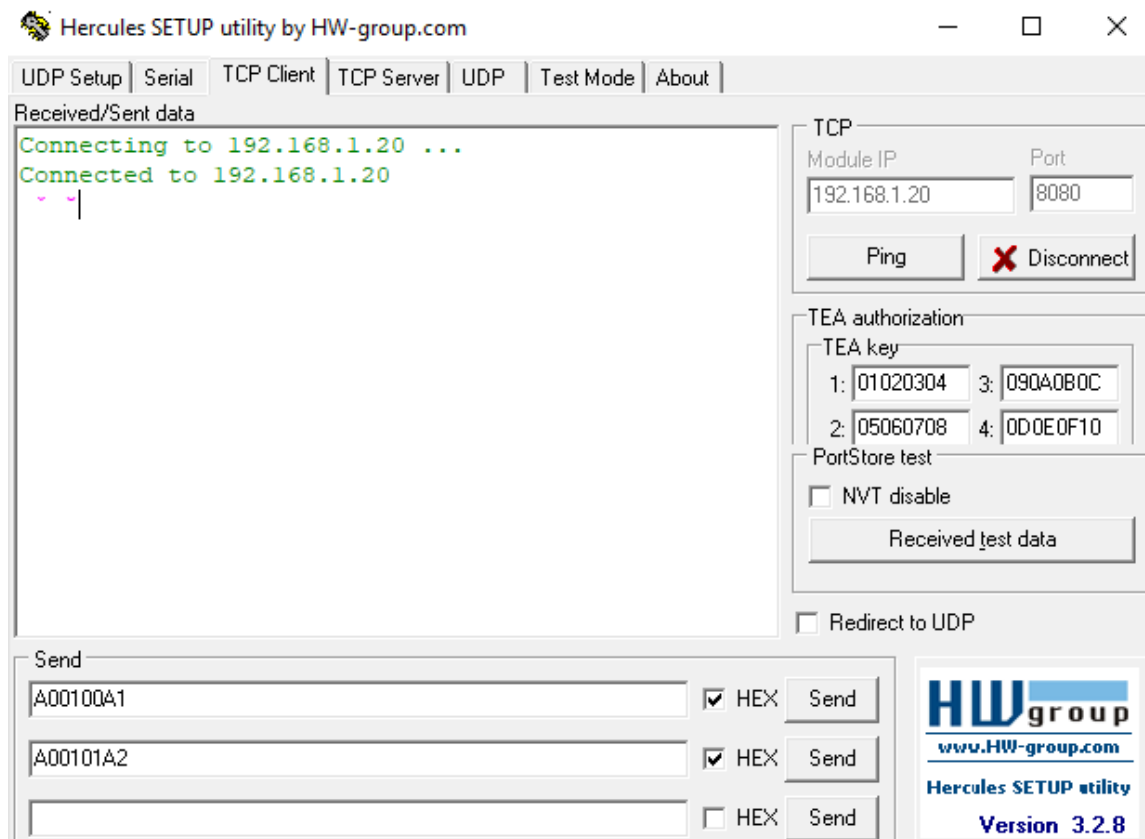 Hercules SETUP utility by HW-group.com
UDP Setup Serial TCP Client TCP Server UDP Test Mode About
Received/Sent data
Connecting to 192.168.1.20 ...
Connected to 192.168.1.20
TCP
Module IP Port
192.168.1.20 8080
Ping Disconnect
TEA authorization
TEA key
1: 01020304 3: 090A0B0C
2: 05060708 4: 0D0E0F10
PortStore test
NVT disable
Received test data
Redirect to UDP
Send
A00100A1 HEX Send
A00101A2 HEX Send
HEX Send
HW group
www.HW-group.com
Hercules SETUP utility
Version 3.2.8